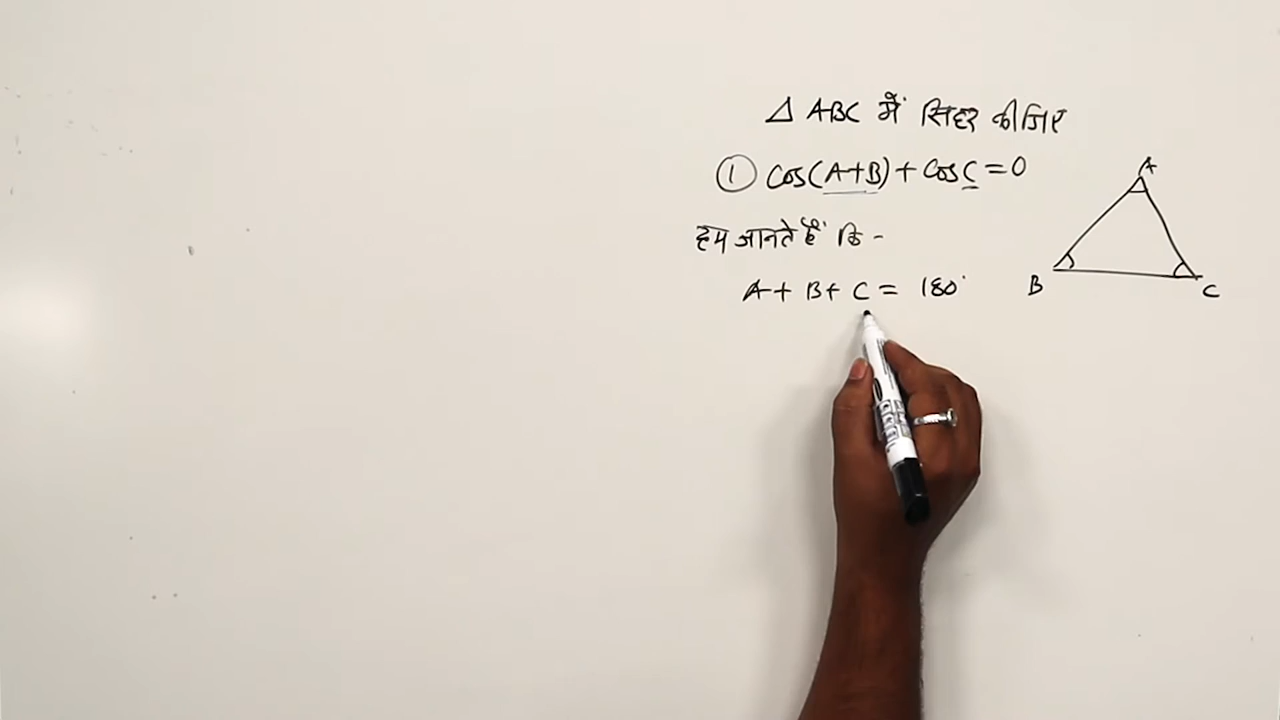 △ ABC में सिद्ध कीजिए
① Cos(A+B) + Cos C = 0
हम जानते हैं कि -
A + B + C = 180°
A
B
C